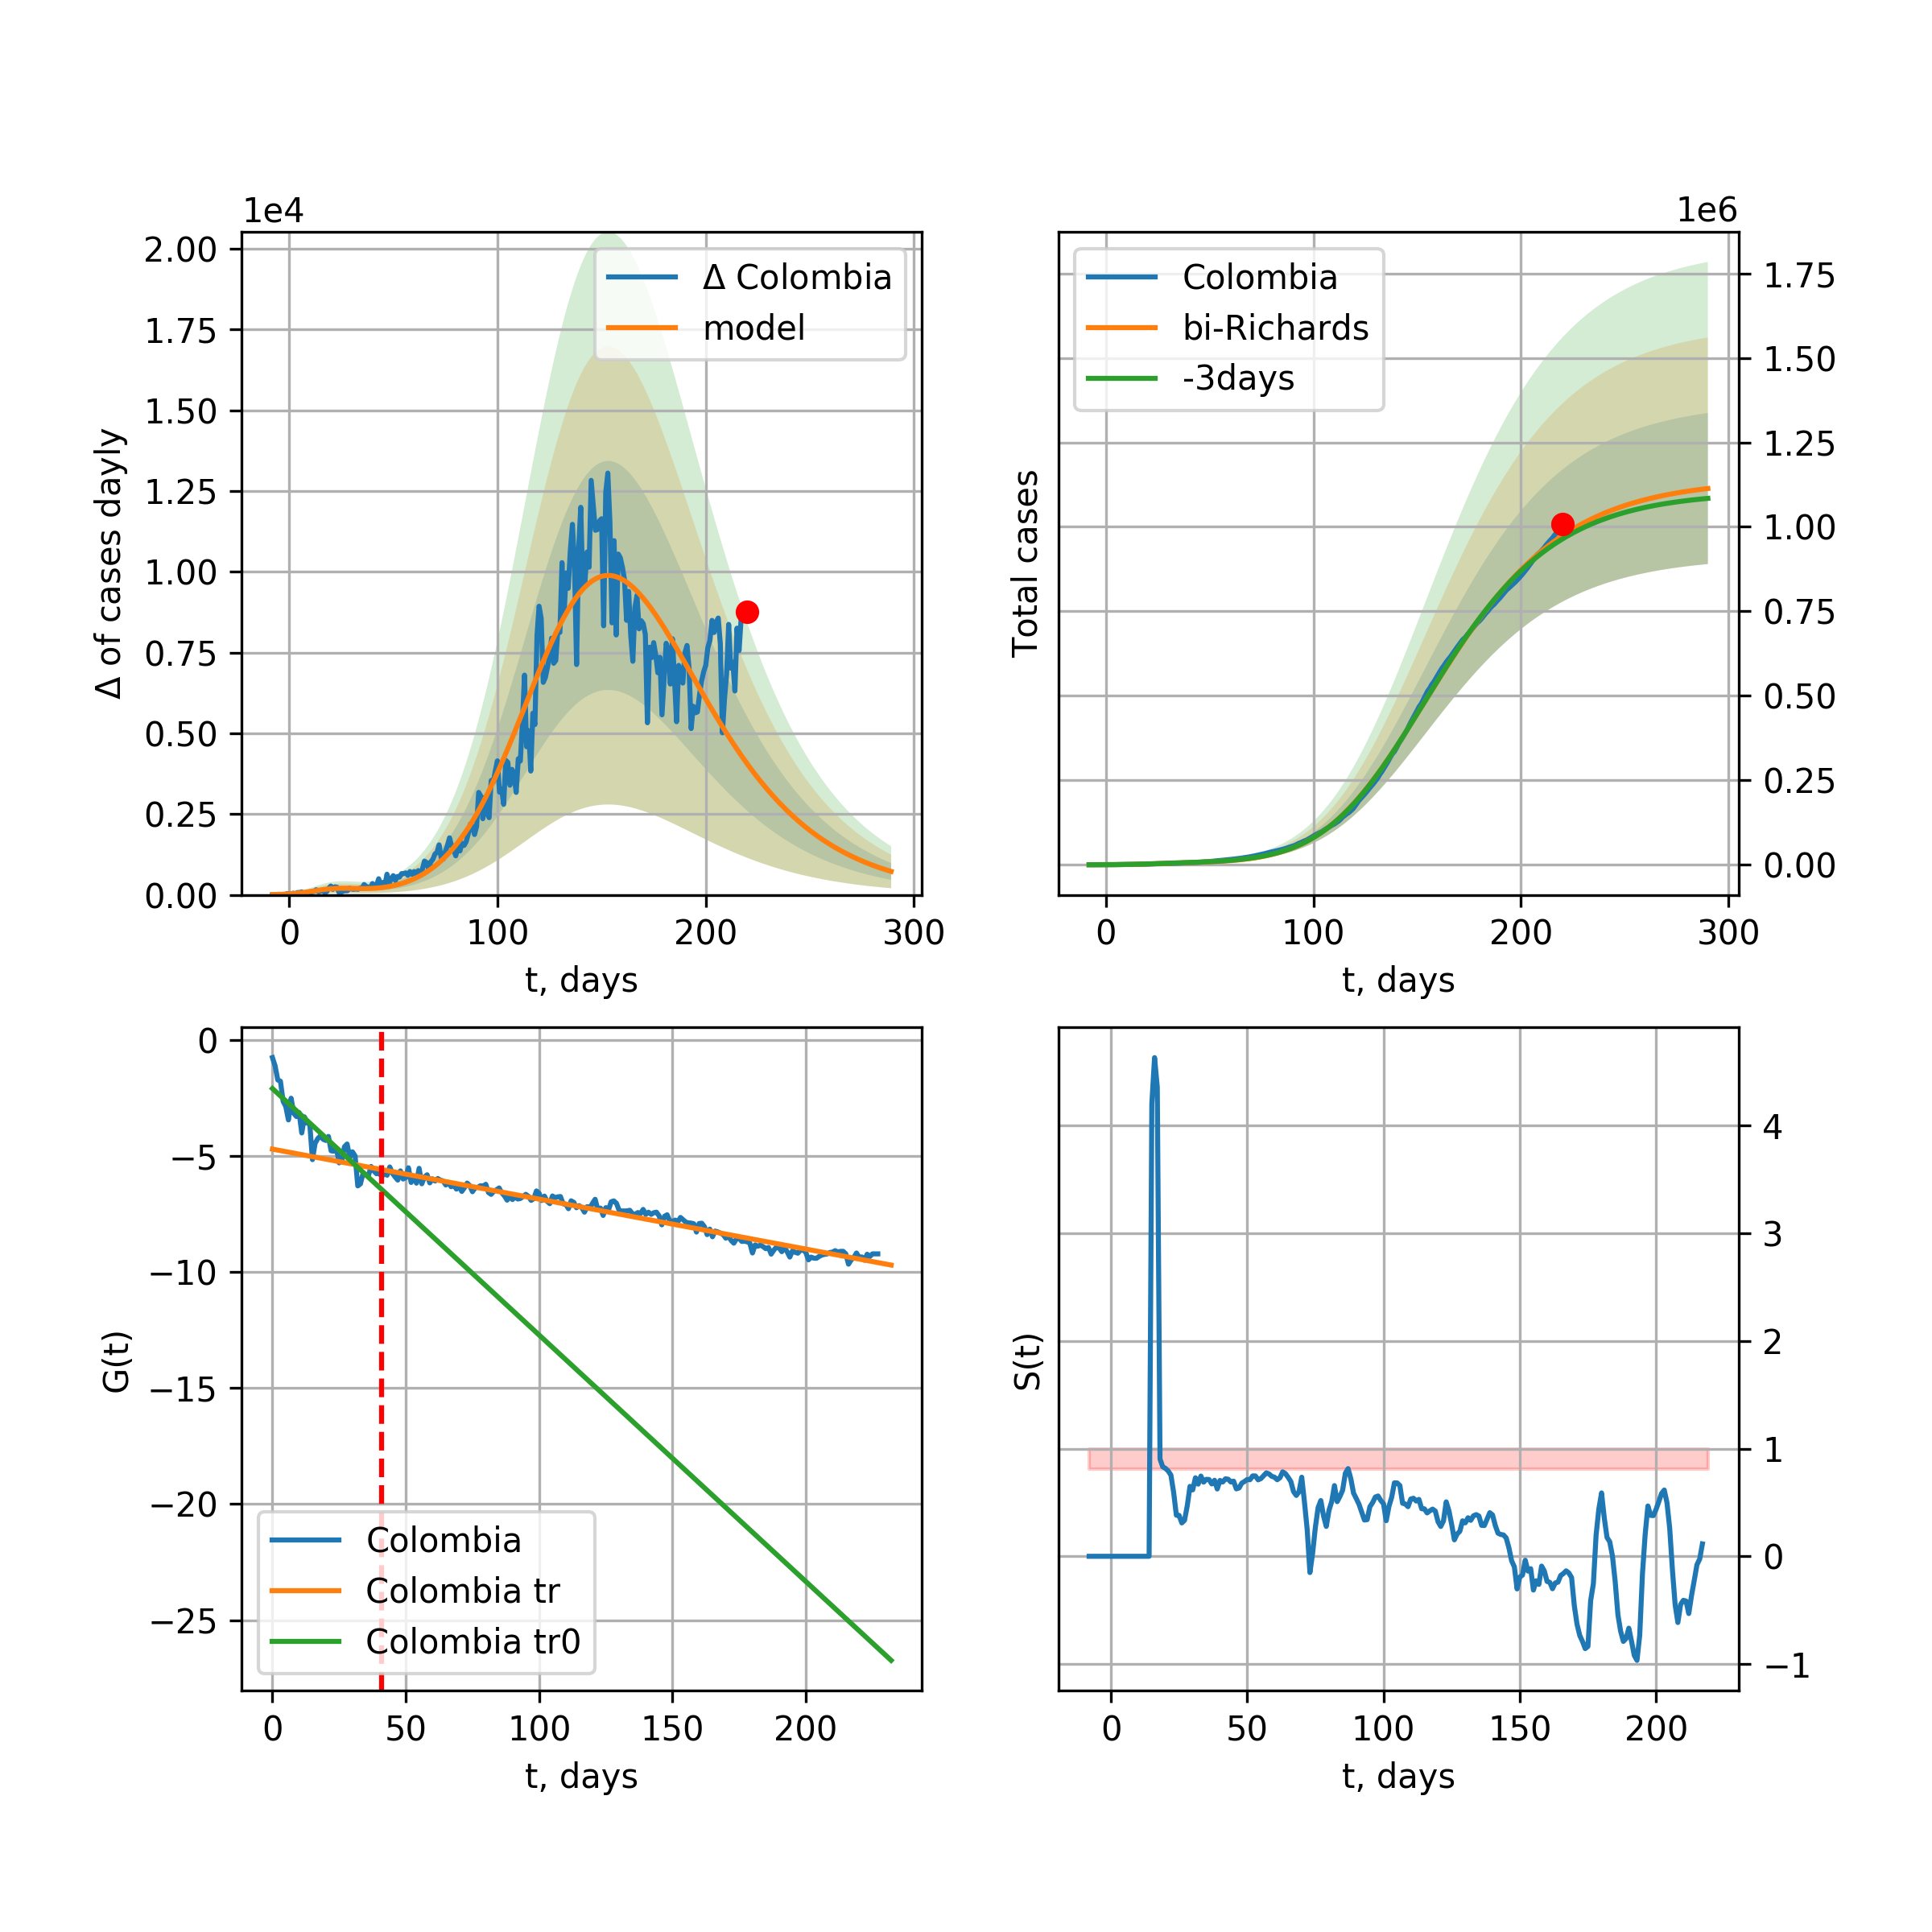 1e4
2.00
1.75
1.50
1.25
1.00
0.75
0.50
0.25
0.00
Δ of cases dayly
Δ Colombia
model
0 100 200 300
t, days
1e6
Total cases
Colombia
bi-Richards
-3days
1.75
1.50
1.25
1.00
0.75
0.50
0.25
0.00
0 100 200 300
t, days
0
−5
−10
−15
−20
−25
G(t)
Colombia
Colombia tr
Colombia tr0
0 50 100 150 200
t, days
S(t)
4
3
2
1
0
−1
0 50 100 150 200
t, days